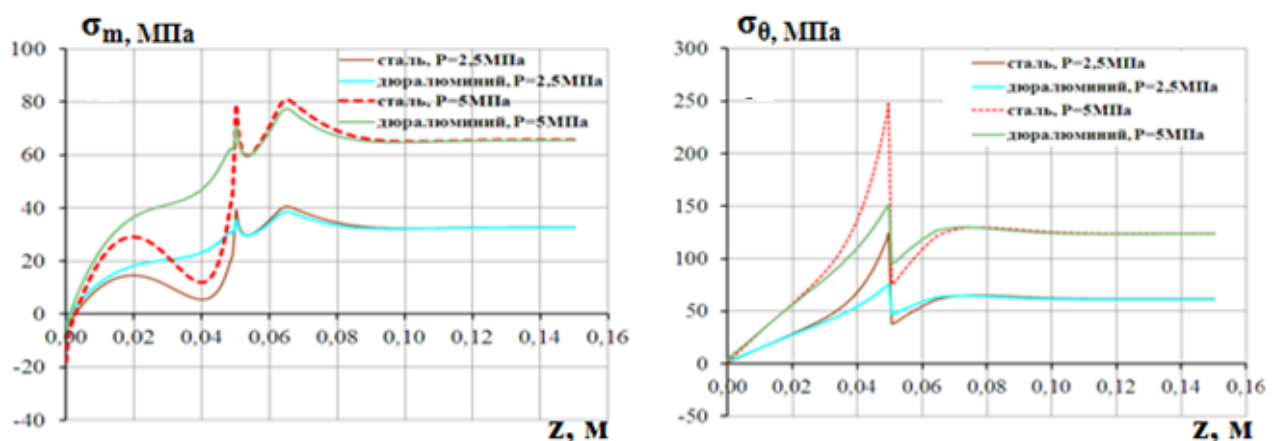 σm, МПа
100
80
60
40
20
0
-20
-40
0,00 0,02 0,04 0,06 0,08 0,10 0,12 0,14 0,16
сталь, P=2,5МПа
дюралюминий, P=2,5МПа
сталь, P=5МПа
дюралюминий, P=5МПа
z, м
σθ, МПа
300
250
200
150
100
50
0
-50
0,00 0,02 0,04 0,06 0,08 0,10 0,12 0,14 0,16
сталь, P=2,5МПа
дюралюминий, P=2,5МПа
сталь, P=5МПа
дюралюминий, P=5МПа
z, м